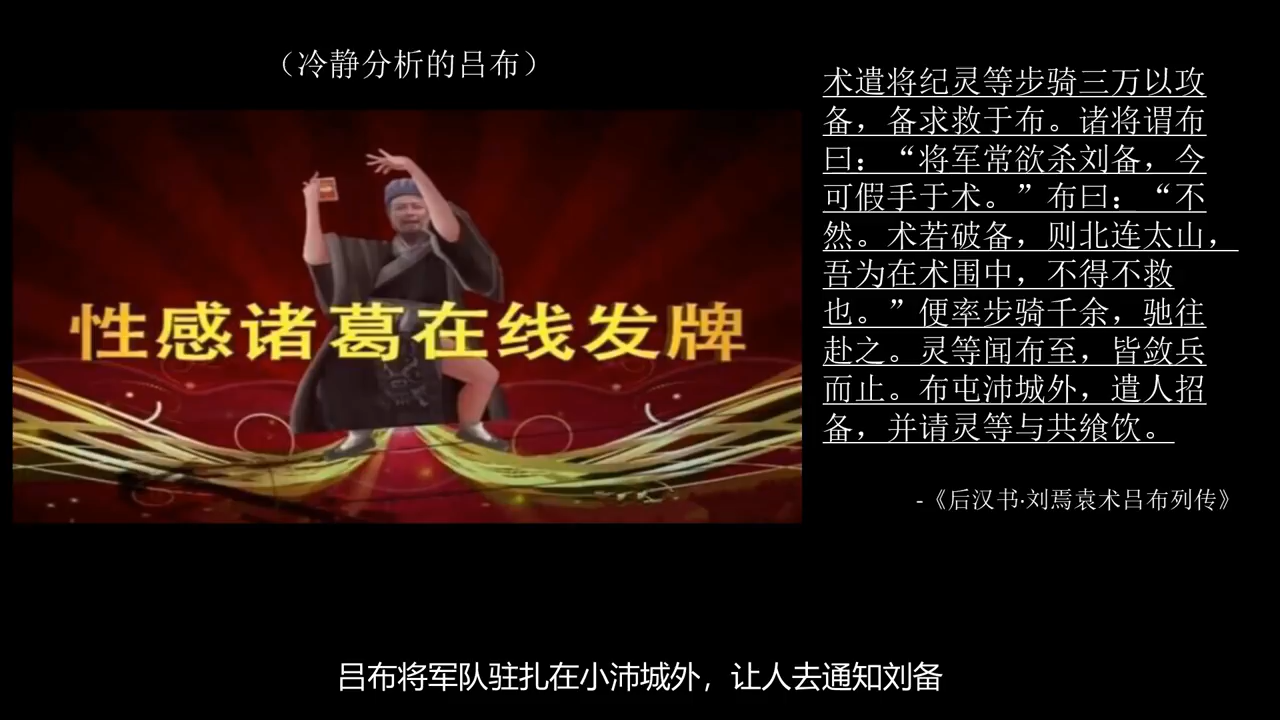 （冷静分析的吕布）
性感诸葛在线发牌
术遣将纪灵等步骑三万以攻
备，备求救于布。诸将谓布
曰：“将军常欲杀刘备，今
可假手于术。”布曰：“不
然。术若破备，则北连太山，
吾为在术围中，不得不救
也。”便率步骑千余，驰往
赴之。灵等闻布至，皆敛兵
而止。布屯沛城外，遣人招
备，并请灵等与共飨饮。
-《后汉书·刘焉袁术吕布列传》
吕布将军队驻扎在小沛城外，让人去通知刘备